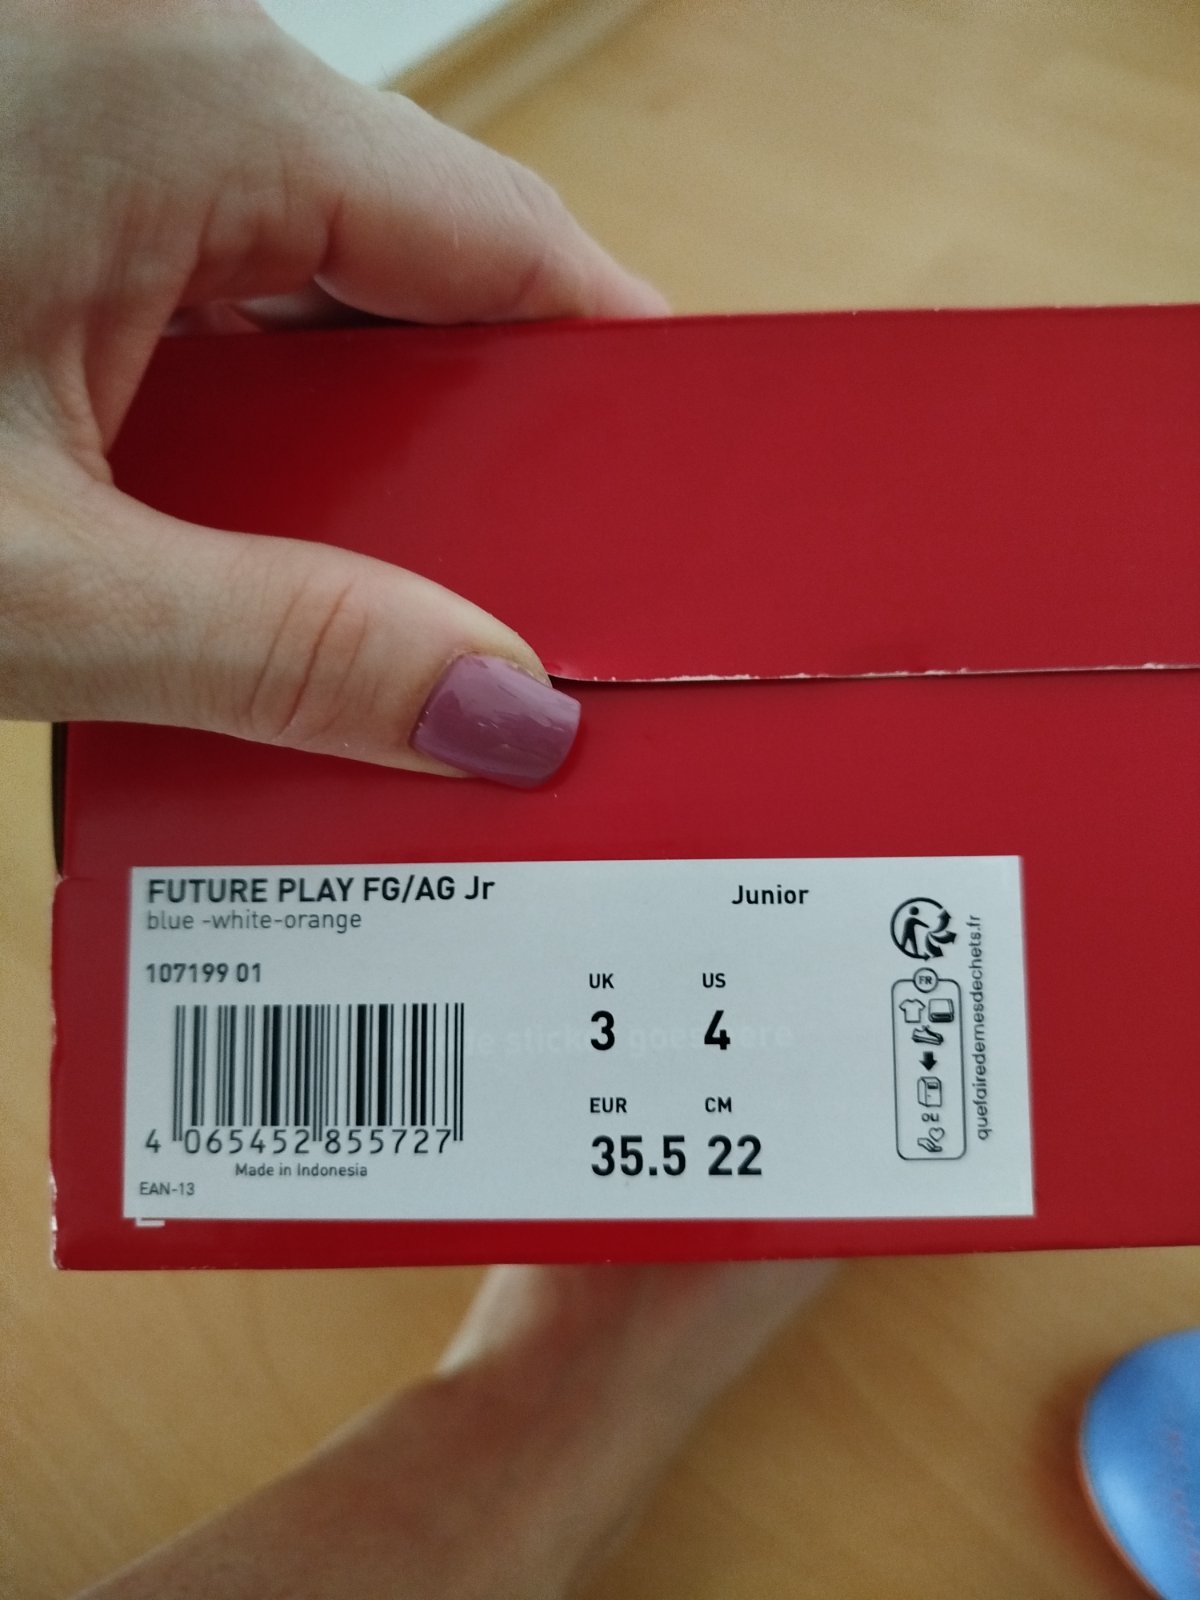 FUTURE PLAY FG/AG Jr
blue -white-orange
Junior
107199 01
UK
US
3
4
EUR
CM
35.5
22
4 065452 855727
Made in Indonesia
EAN-13
FR
quefairedemesdechets.fr